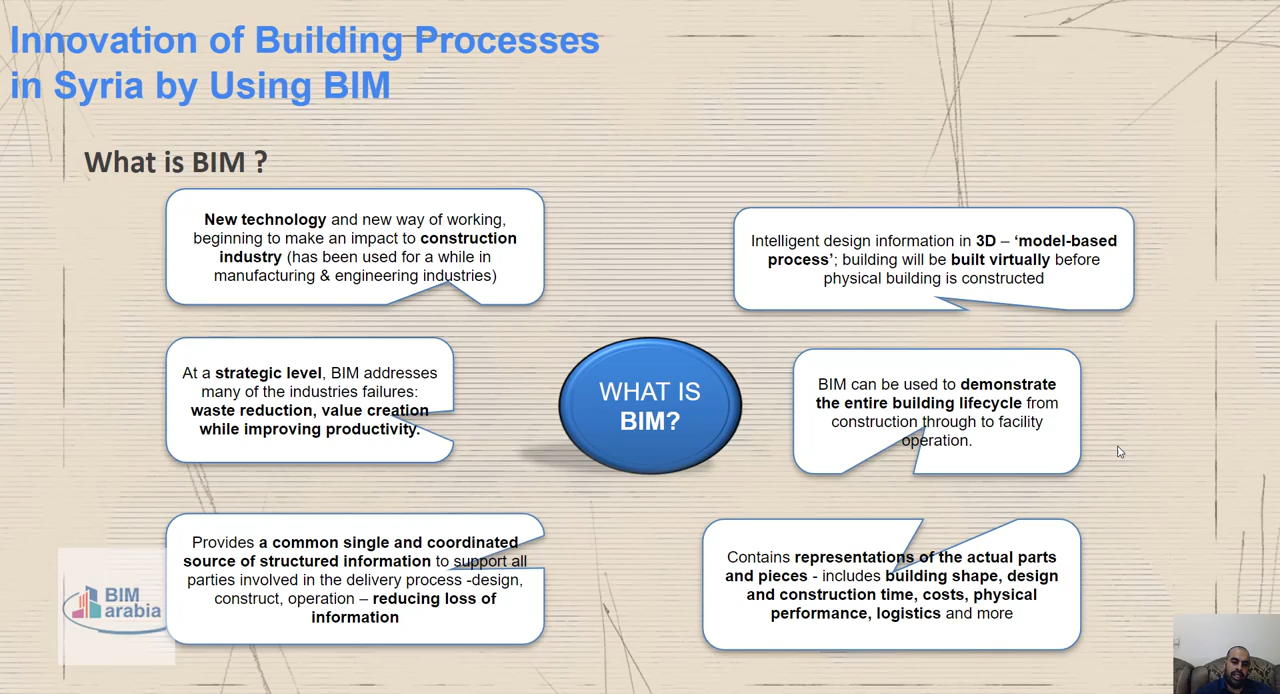 Innovation of Building Processes
in Syria by Using BIM
What is BIM ?
New technology and new way of working,
beginning to make an impact to construction
industry (has been used for a while in
manufacturing & engineering industries)
Intelligent design information in 3D – ‘model-based
process’; building will be built virtually before
physical building is constructed
At a strategic level, BIM addresses
many of the industries failures:
waste reduction, value creation
while improving productivity.
WHAT IS
BIM?
BIM can be used to demonstrate
the entire building lifecycle from
construction through to facility
operation.
Provides a common single and coordinated
source of structured information to support all
parties involved in the delivery process -design,
construct, operation – reducing loss of
information
Contains representations of the actual parts
and pieces - includes building shape, design
and construction time, costs, physical
performance, logistics and more
BIM
arabia